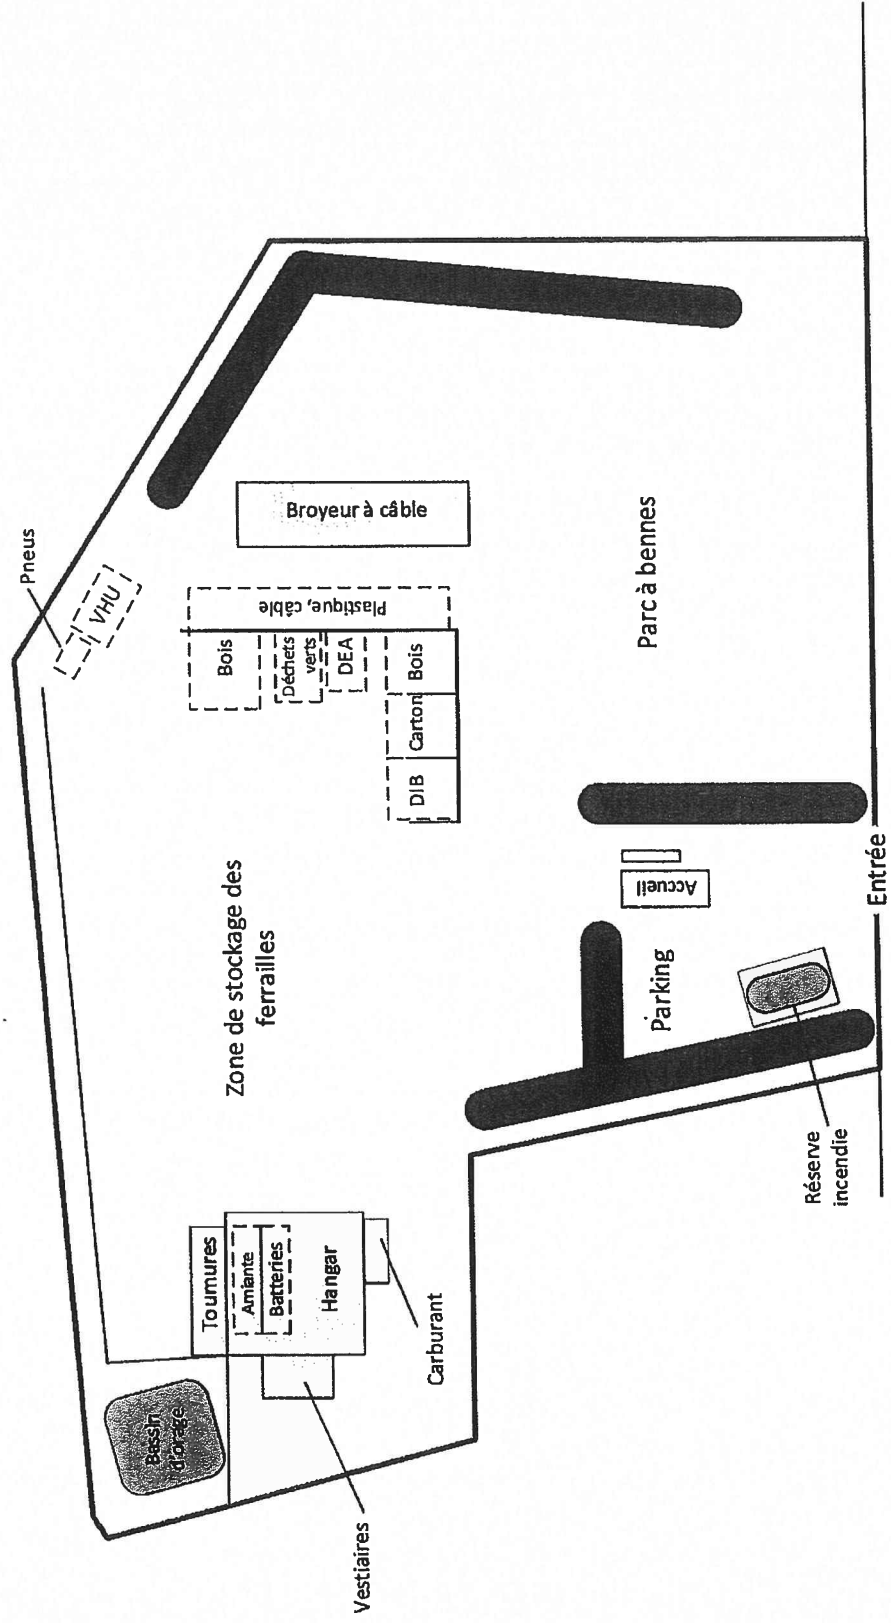 Pneus
VHU
Broyeur à câble
Plastique, câble
Bois
Déchets
verts
DEA
Bois
Carton
DIB
Parc à bennes
Zone de stockage des
ferrailles
Accueil
Entrée
Parking
Réserve
incendie
Tournures
Amiante
Batteries
Hangar
Carburant
Bassin
d'orage
Vestiaires